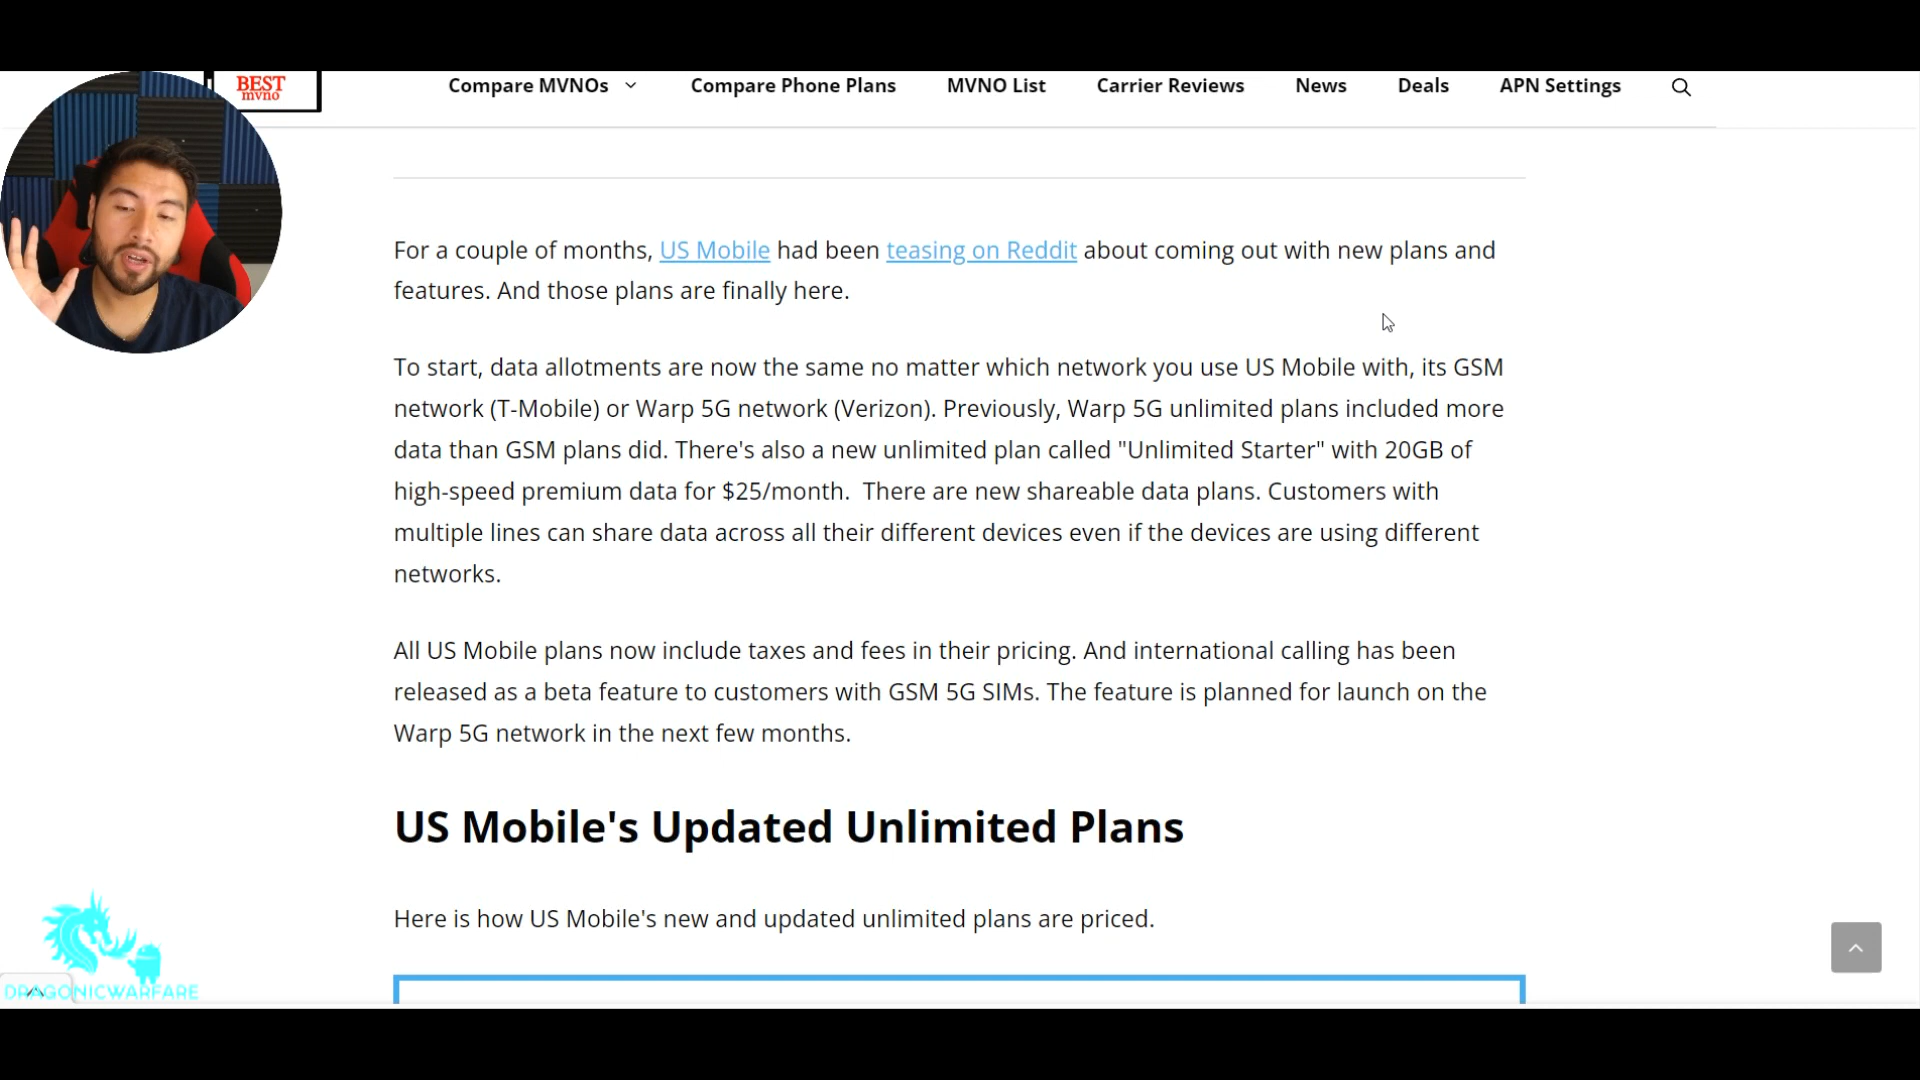 BEST
mvno
Compare MVNOs
Compare Phone Plans
MVNO List
Carrier Reviews
News
Deals
APN Settings
For a couple of months, US Mobile had been teasing on Reddit about coming out with new plans and
features. And those plans are finally here.
To start, data allotments are now the same no matter which network you use US Mobile with, its GSM
network (T-Mobile) or Warp 5G network (Verizon). Previously, Warp 5G unlimited plans included more
data than GSM plans did. There's also a new unlimited plan called "Unlimited Starter" with 20GB of
high-speed premium data for $25/month.  There are new shareable data plans. Customers with
multiple lines can share data across all their different devices even if the devices are using different
networks.
All US Mobile plans now include taxes and fees in their pricing. And international calling has been
released as a beta feature to customers with GSM 5G SIMs. The feature is planned for launch on the
Warp 5G network in the next few months.
US Mobile's Updated Unlimited Plans
Here is how US Mobile's new and updated unlimited plans are priced.
DRAGONICWARFARE